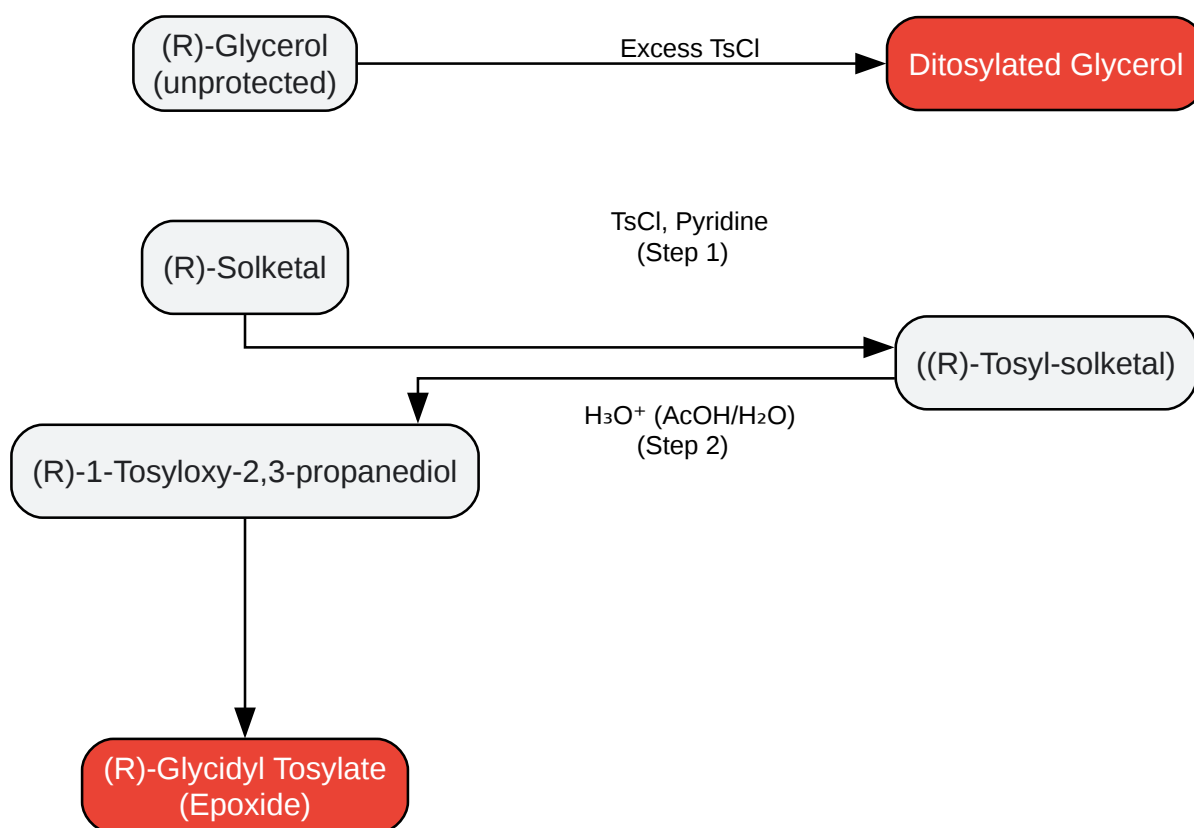 (R)-Glycerol
(unprotected)
Excess TsCl
Ditosylated Glycerol
TsCl, Pyridine
(Step 1)
(R)-Solketal
((R)-Tosyl-solketal)
H₃O⁺ (AcOH/H₂O)
(Step 2)
(R)-1-Tosyloxy-2,3-propanediol
(R)-Glycidyl Tosylate
(Epoxide)